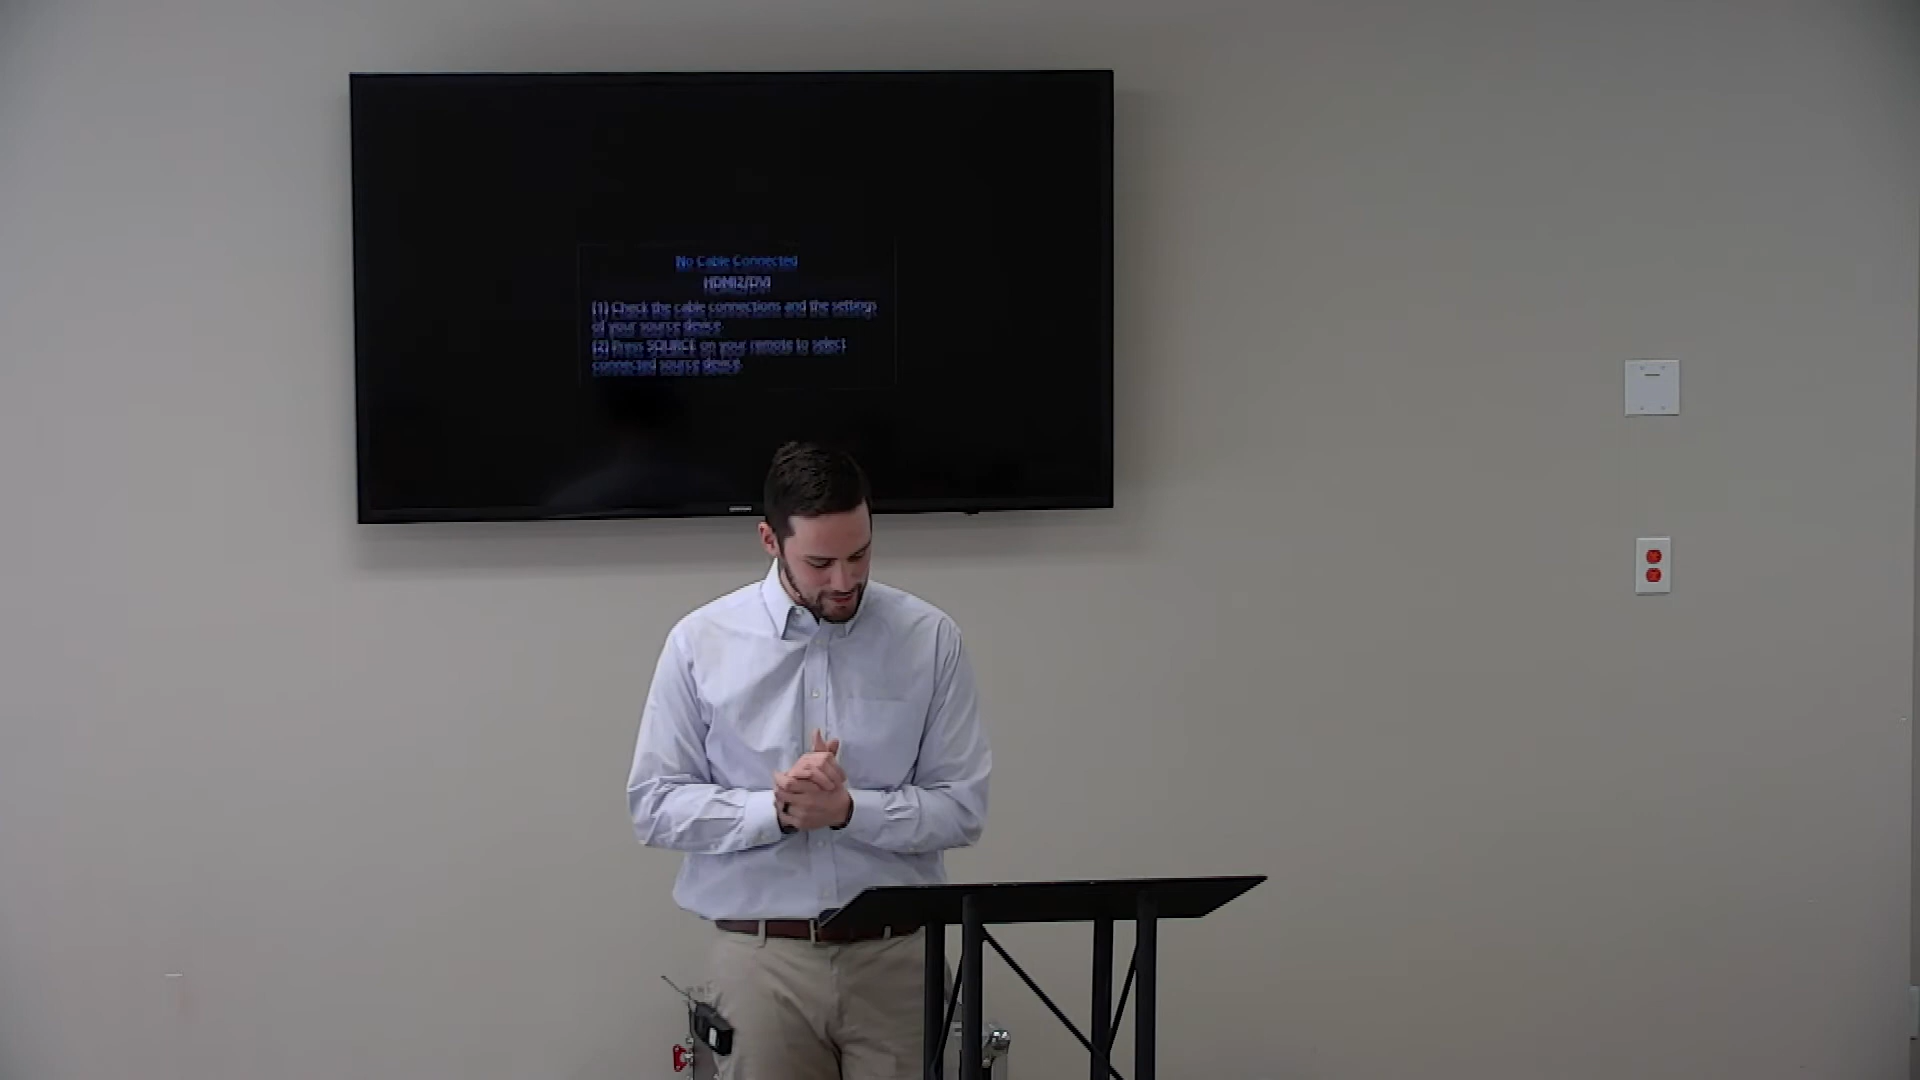 No Cable Connected
HDMI2/DVI
(1) Check the cable connections and the settings
of your source device.
(2) Press SOURCE on your remote to select
connected source device.